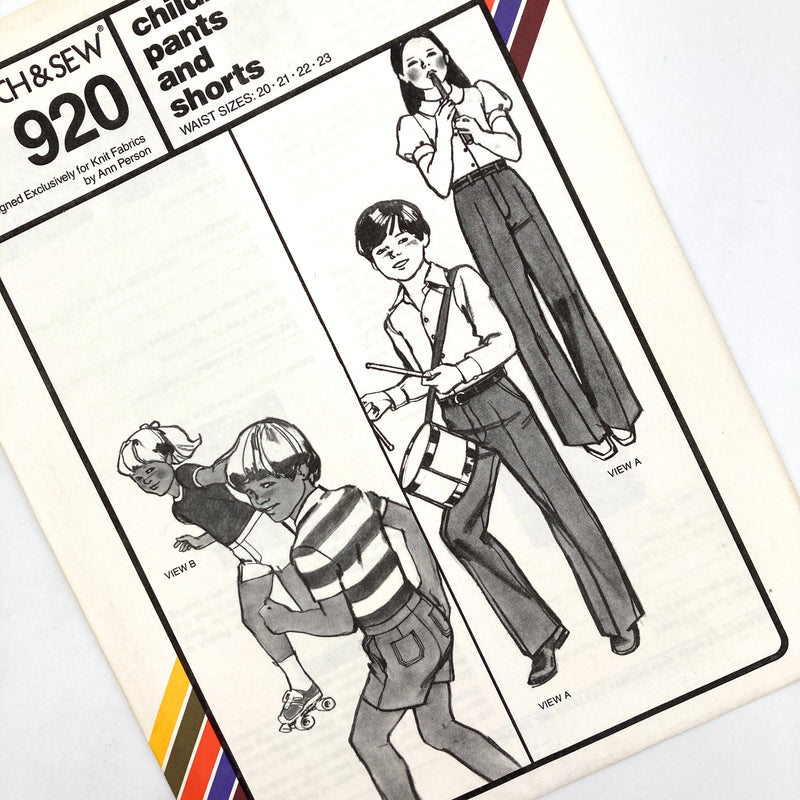 CH & SEW®
920
gned Exclusively for Knit Fabrics
by Ann Person
child
pants
and
shorts
WAIST SIZES: 20 · 21 · 22 · 23
VIEW A
VIEW B
VIEW A